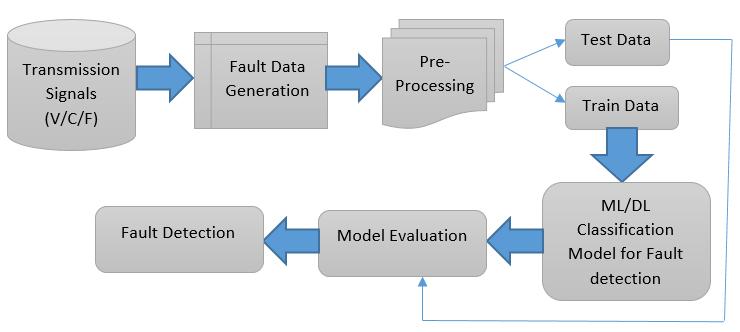 Transmission
Signals
(V/C/F)
Fault Data
Generation
Pre-
Processing
Test Data
Train Data
ML/DL
Classification
Model for Fault
detection
Model Evaluation
Fault Detection